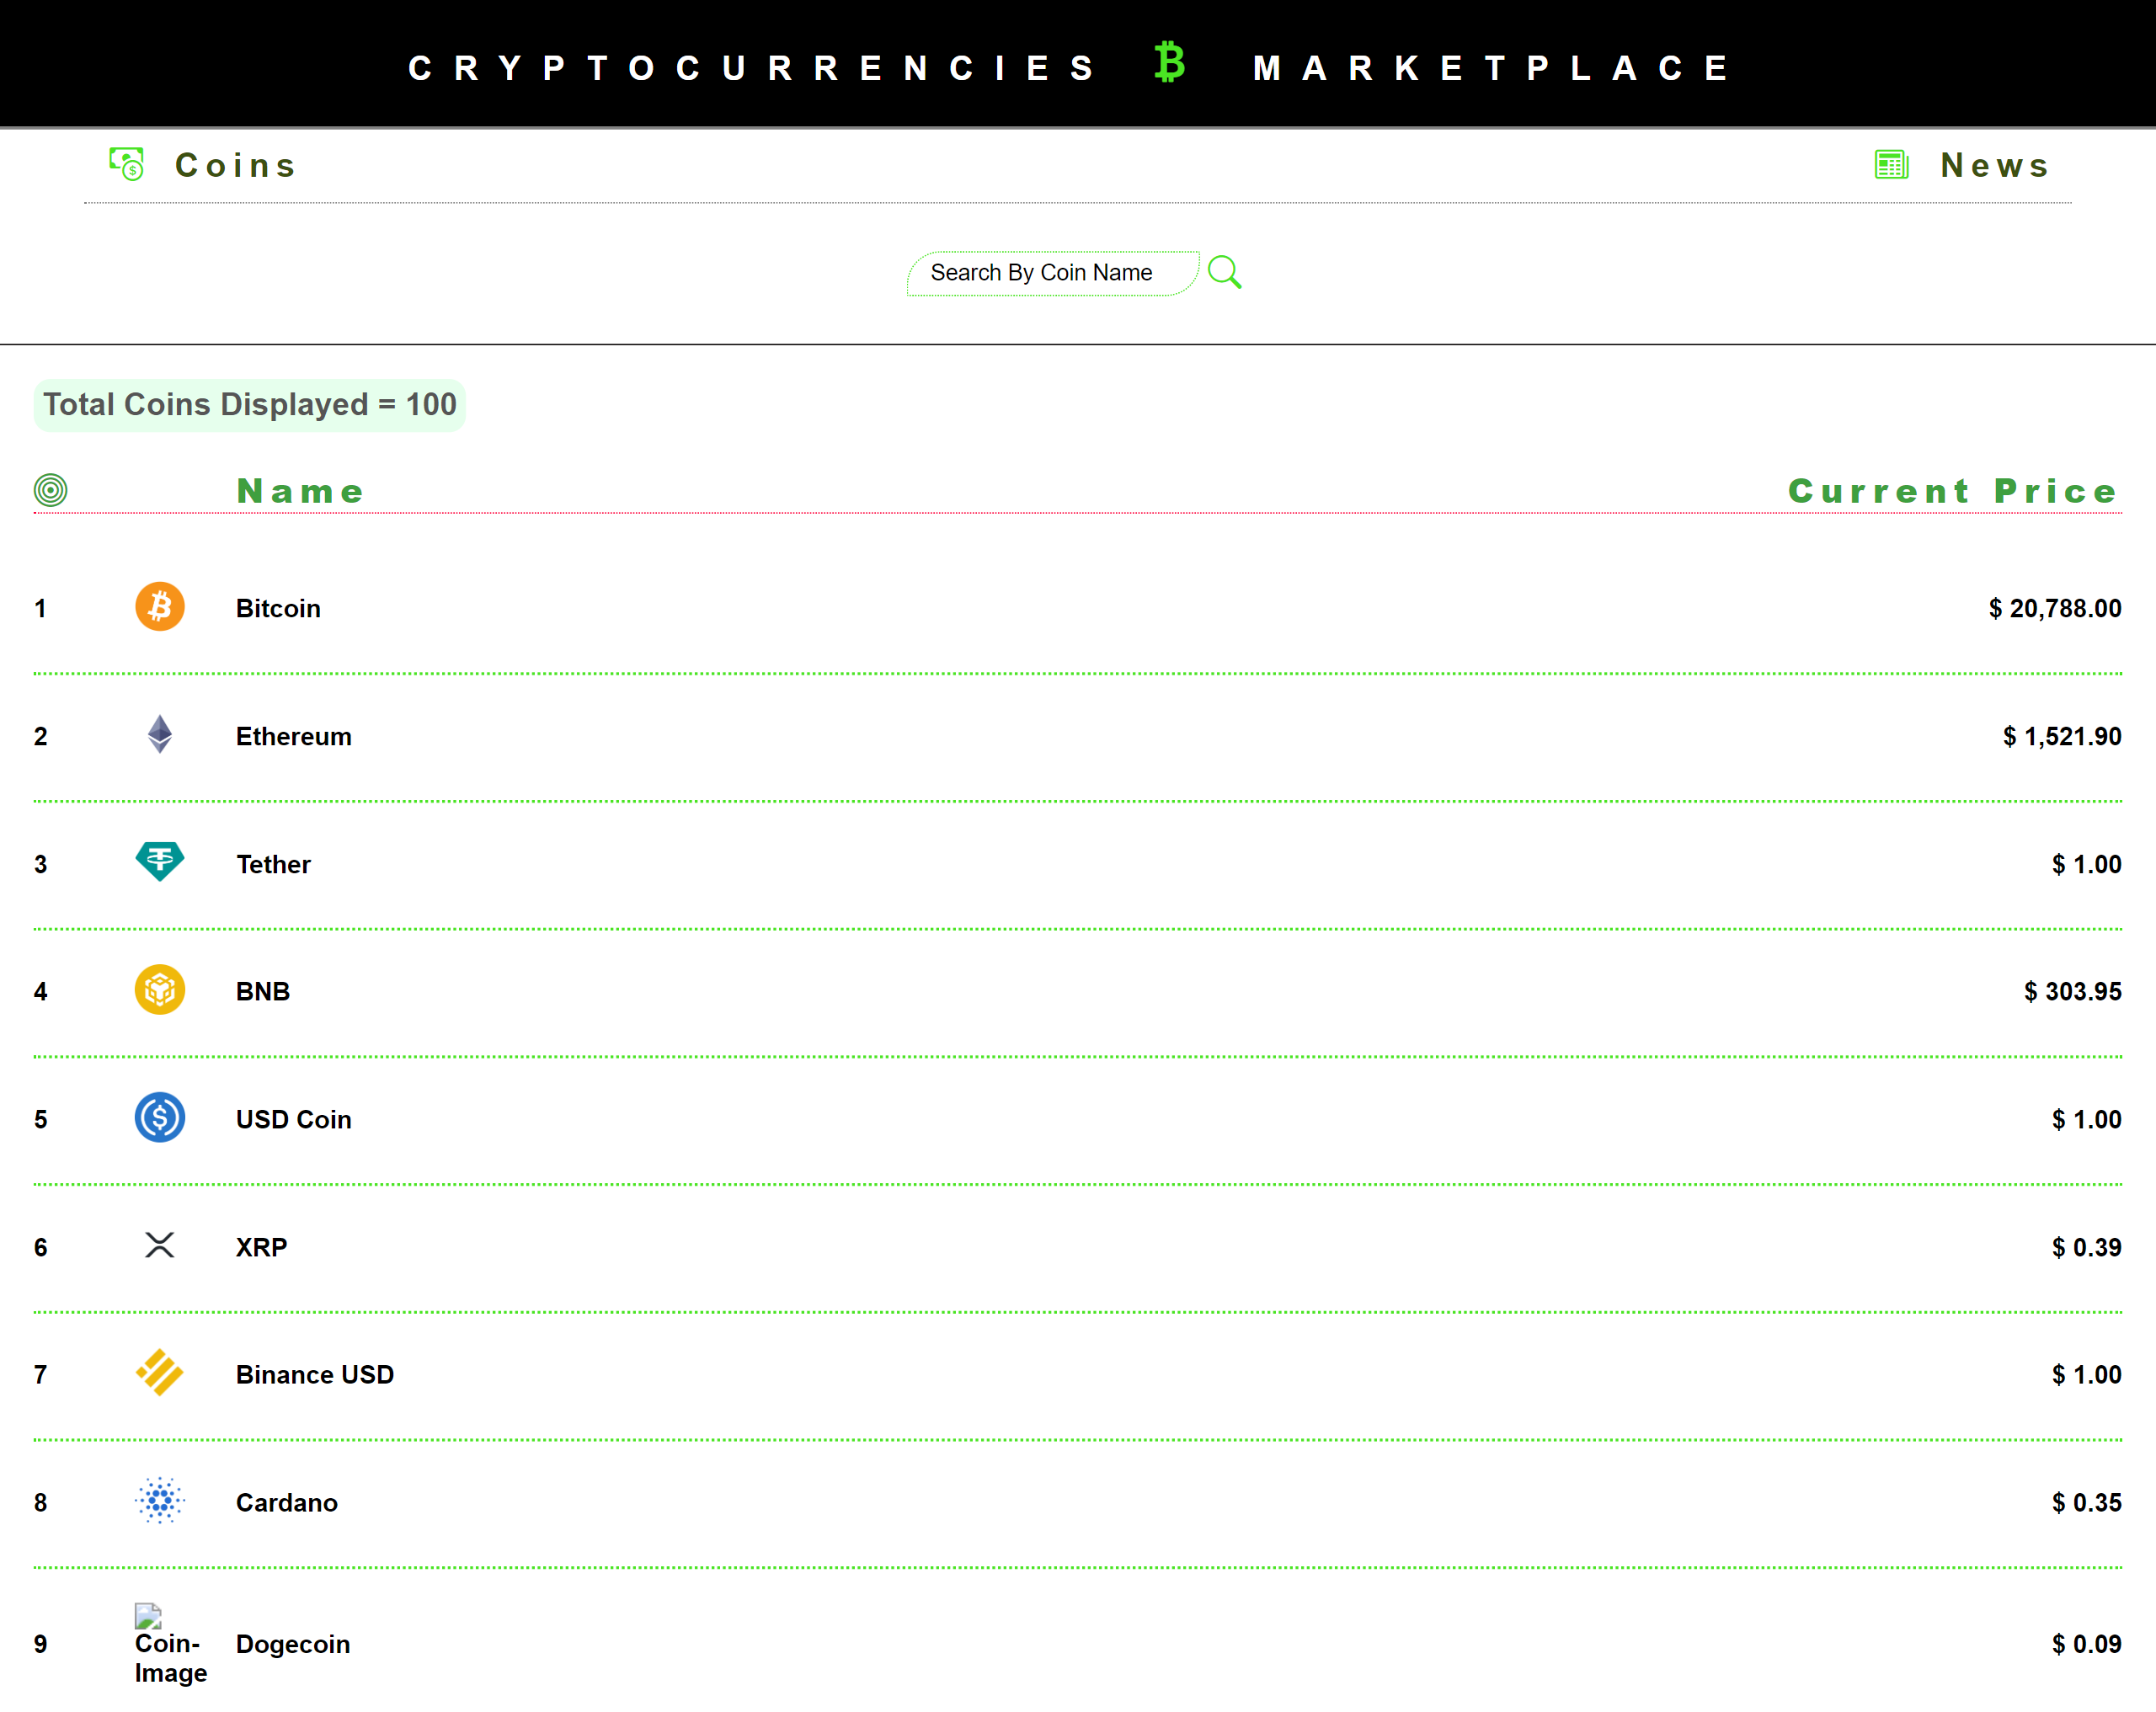 CRYPTOCURRENCIES ₿ MARKETPLACE
Coins News
Search By Coin Name
Total Coins Displayed = 100
Name Current Price
1 Bitcoin $ 20,788.00
2 Ethereum $ 1,521.90
3 Tether $ 1.00
4 BNB $ 303.95
5 USD Coin $ 1.00
6 XRP $ 0.39
7 Binance USD $ 1.00
8 Cardano $ 0.35
9 Coin-Image Dogecoin $ 0.09